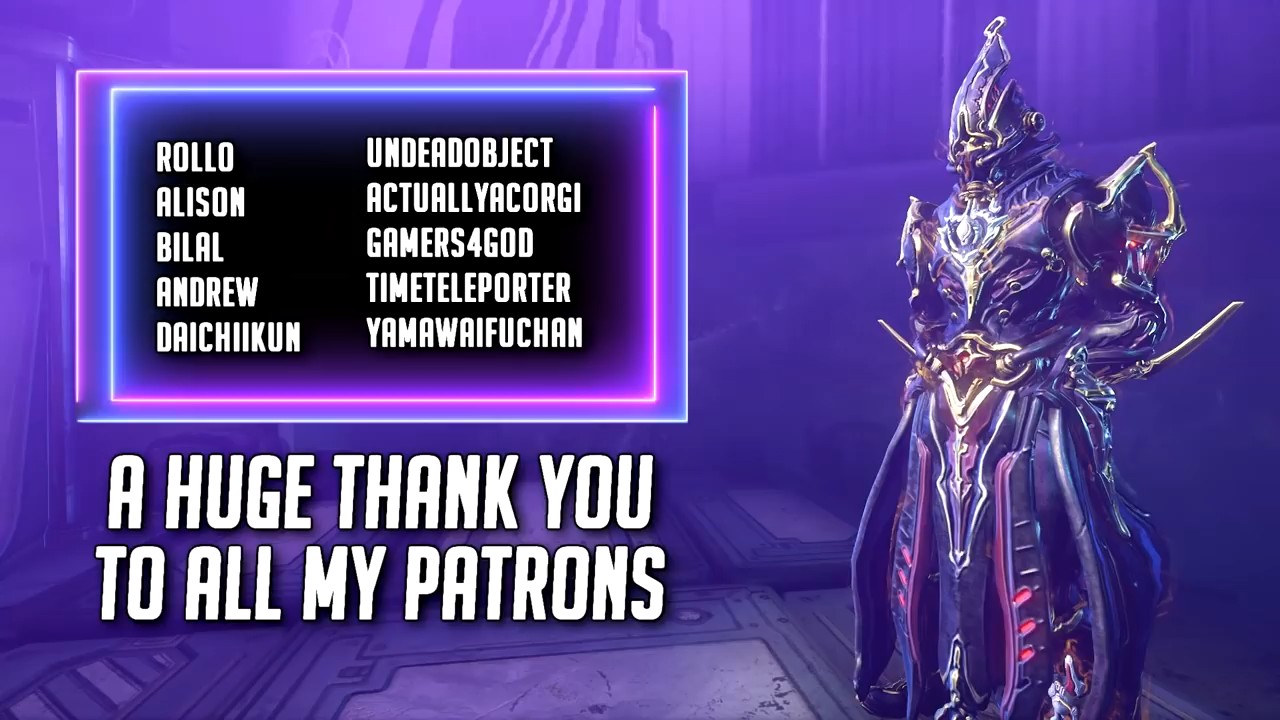 ROLLO
ALISON
BILAL
ANDREW
DAICHIIKUN
UNDEADOBJECT
ACTUALLYACORGI
GAMERS4GOD
TIMETELEPORTER
YAMAWAIFUCHAN
A HUGE THANK YOU
TO ALL MY PATRONS